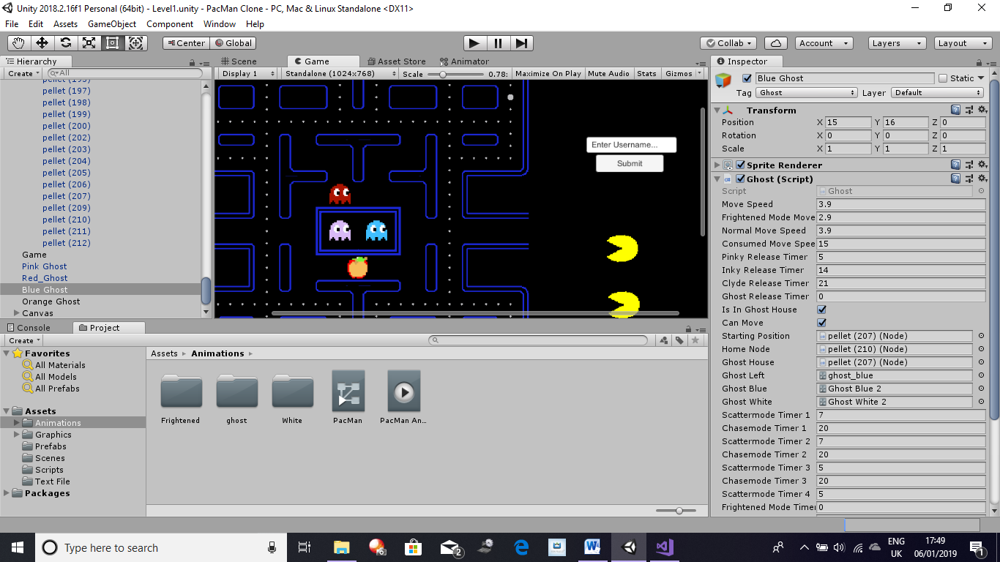 Unity 2018.2.16f1 Personal (64bit) - Level1.unity - PacMan Clone - PC, Mac & Linux Standalone <DX11>
File Edit Assets GameObject Component Window Help
Center Global Collab Account Layers Layout
Hierarchy
Create All
pellet (195)
pellet (197)
pellet (198)
pellet (199)
pellet (200)
pellet (202)
pellet (203)
pellet (204)
pellet (205)
pellet (206)
pellet (207)
pellet (209)
pellet (210)
pellet (211)
pellet (212)
Game
Pink Ghost
Red_Ghost
Blue Ghost
Orange Ghost
Canvas
Scene Game Asset Store Animator
Display 1 Standalone (1024x768) Scale 0.78: Maximize On Play Mute Audio Stats Gizmos
Enter Username...
Submit
Inspector
Blue Ghost Static
Tag Ghost Layer Default
Transform
Position X 15 Y 16 Z 0
Rotation X 0 Y 0 Z 0
Scale X 1 Y 1 Z 1
Sprite Renderer
Ghost (Script)
Script Ghost
Move Speed 3.9
Frightened Mode Move 2.9
Normal Move Speed 3.9
Consumed Move Spee 15
Pinky Release Timer 5
Inky Release Timer 14
Clyde Release Timer 21
Ghost Release Timer 0
Is In Ghost House
Can Move
Starting Position pellet (207) (Node)
Home Node pellet (210) (Node)
Ghost House pellet (207) (Node)
Ghost Left ghost_blue
Ghost Blue Ghost Blue 2
Ghost White Ghost White 2
Scattermode Timer 1 7
Chasemode Timer 1 20
Scattermode Timer 2 7
Chasemode Timer 2 20
Scattermode Timer 3 5
Chasemode Timer 3 20
Scattermode Timer 4 5
Frightened Mode Timer 0
Console Project
Create
Favorites
All Materials
All Models
All Prefabs
Assets
Animations
Graphics
Prefabs
Scenes
Scripts
Text File
Packages
Assets Animations
Frightened ghost White PacMan PacMan An...
Type here to search
2
ENG
UK
17:49
06/01/2019
1